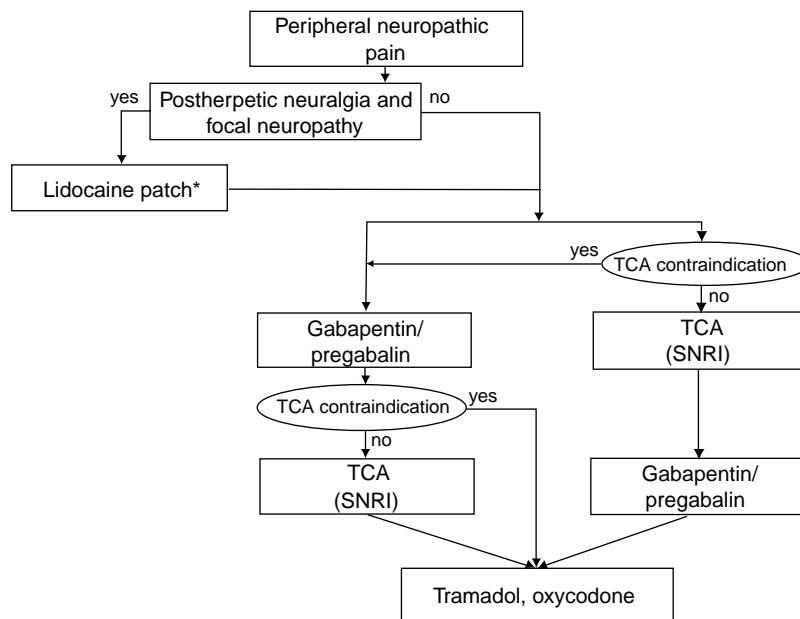 Peripheral neuropathic
pain
yes
Postherpetic neuralgia and
focal neuropathy
no
Lidocaine patch*
yes
TCA contraindication
no
Gabapentin/
pregabalin
TCA
(SNRI)
TCA contraindication
yes
no
TCA
(SNRI)
Gabapentin/
pregabalin
Tramadol, oxycodone